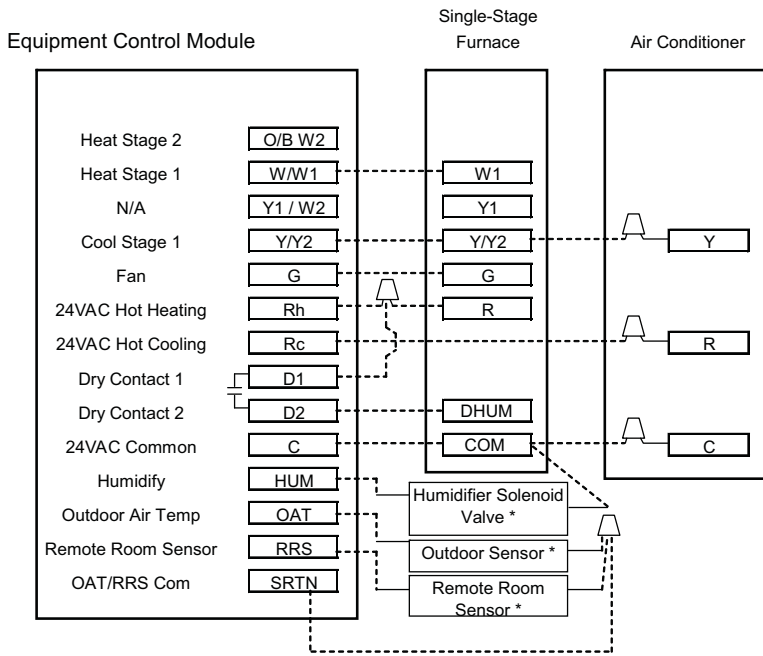 Equipment Control Module
Single-Stage
Furnace
Air Conditioner
Heat Stage 2 O/B W2
Heat Stage 1 W/W1 W1
N/A Y1 / W2 Y1
Cool Stage 1 Y/Y2 Y/Y2 Y
Fan G G
24VAC Hot Heating Rh R
24VAC Hot Cooling Rc R
Dry Contact 1 D1
Dry Contact 2 D2 DHUM
24VAC Common C COM C
Humidify HUM
Humidifier Solenoid
Valve *
Outdoor Air Temp OAT
Outdoor Sensor *
Remote Room Sensor RRS
Remote Room
Sensor *
OAT/RRS Com SRTN